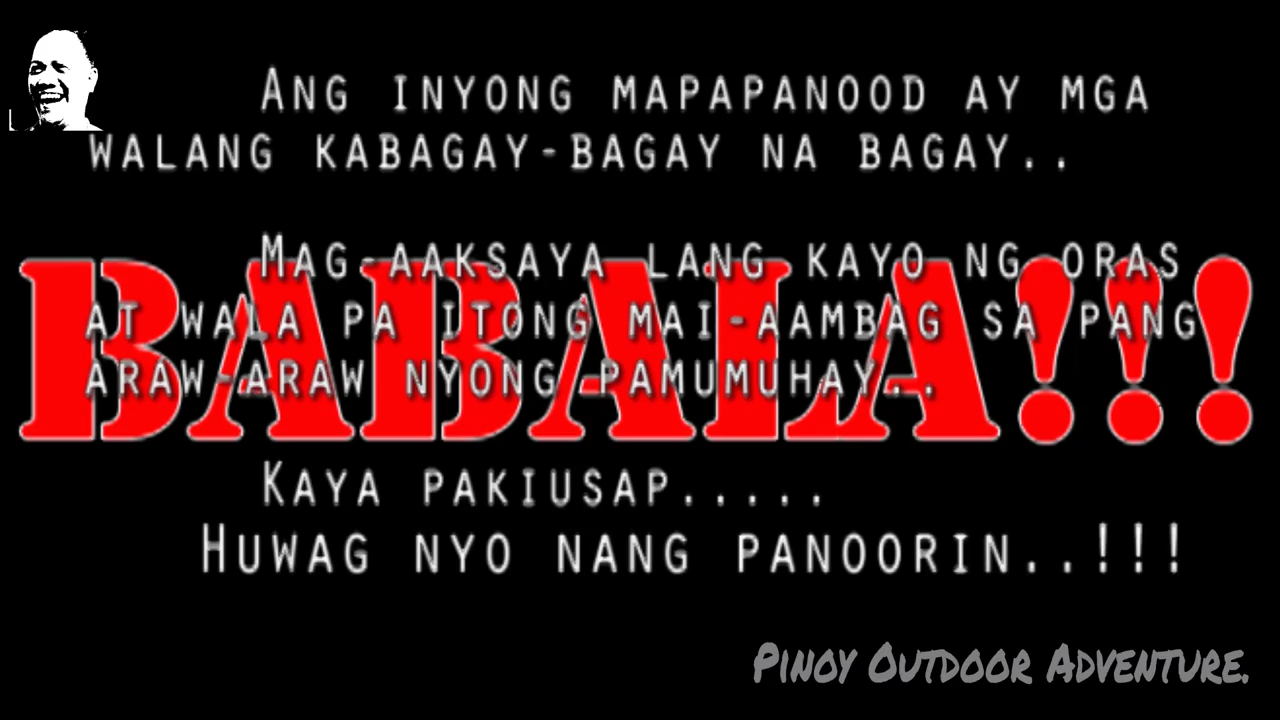 Ang inyong mapapanood ay mga
walang kabagay-bagay na bagay..
BABALA!!!
Mag-aaksaya lang kayo ng oras
at wala pa itong mai-aambag sa pang
araw-araw nyong pamumuhay..
Kaya pakiusap.....
Huwag nyo nang panoorin..!!!
Pinoy Outdoor Adventure.